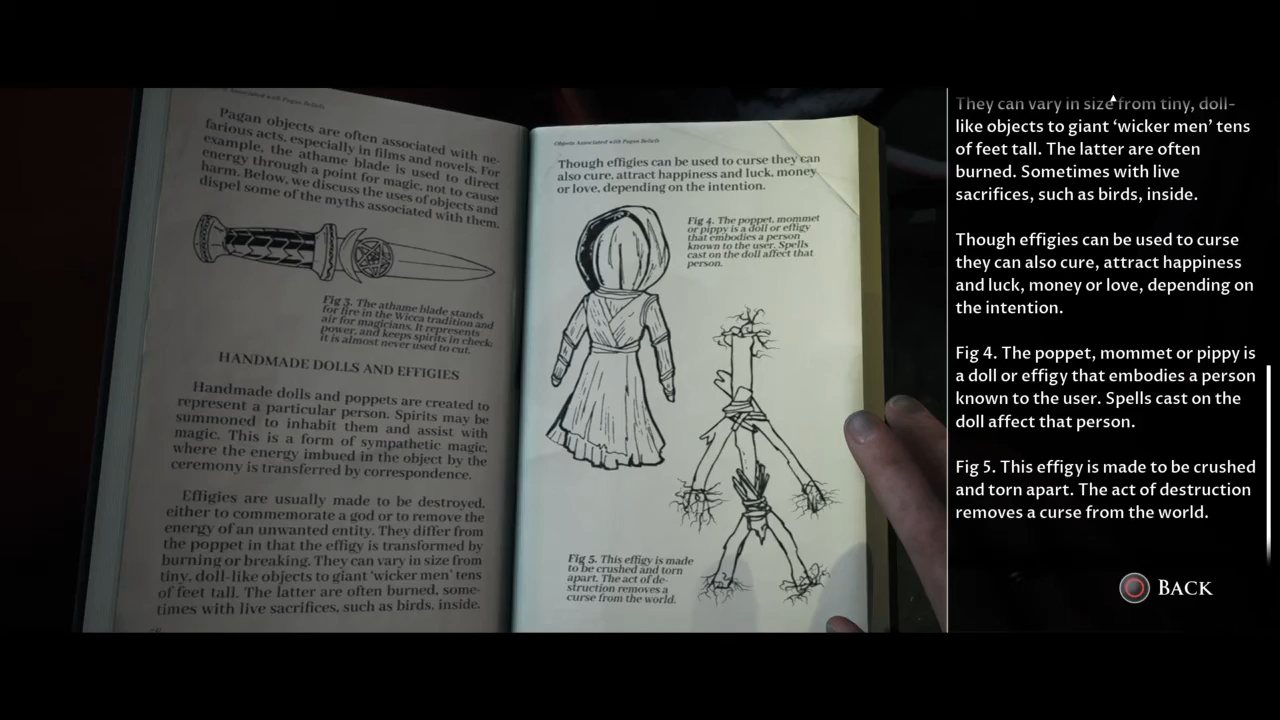 Objects Associated with Pagan Beliefs
Pagan objects are often associated with ne-
farious acts, especially in films and novels. For
example, the athame blade is used to direct
energy through a point for magic, not to cause
harm. Below, we discuss the uses of objects and
dispel some of the myths associated with them.
Fig 3. The athame blade stands
for fire in the Wicca tradition and
air for magicians. It represents
power, and keeps spirits in check;
it is almost never used to cut.
HANDMADE DOLLS AND EFFIGIES
Handmade dolls and poppets are created to
represent a particular person. Spirits may be
summoned to inhabit them and assist with
magic. This is a form of sympathetic magic,
where the energy imbued in the object by the
ceremony is transferred by correspondence.
Effigies are usually made to be destroyed,
either to commemorate a god or to remove the
energy of an unwanted entity. They differ from
the poppet in that the effigy is transformed by
burning or breaking. They can vary in size from
tiny, doll-like objects to giant 'wicker men' tens
of feet tall. The latter are often burned, some-
times with live sacrifices, such as birds, inside.
Objects Associated with Pagan Beliefs
Though effigies can be used to curse they can
also cure, attract happiness and luck, money
or love, depending on the intention.
Fig 4. The poppet, mommet
or pippy is a doll or effigy
that embodies a person
known to the user. Spells
cast on the doll affect that
person.
Fig 5. This effigy is made
to be crushed and torn
apart. The act of de-
struction removes a
curse from the world.
They can vary in size from tiny, doll-
like objects to giant 'wicker men' tens
of feet tall. The latter are often
burned. Sometimes with live
sacrifices, such as birds, inside.
Though effigies can be used to curse
they can also cure, attract happiness
and luck, money or love, depending on
the intention.
Fig 4. The poppet, mommet or pippy is
a doll or effigy that embodies a person
known to the user. Spells cast on the
doll affect that person.
Fig 5. This effigy is made to be crushed
and torn apart. The act of destruction
removes a curse from the world.
BACK